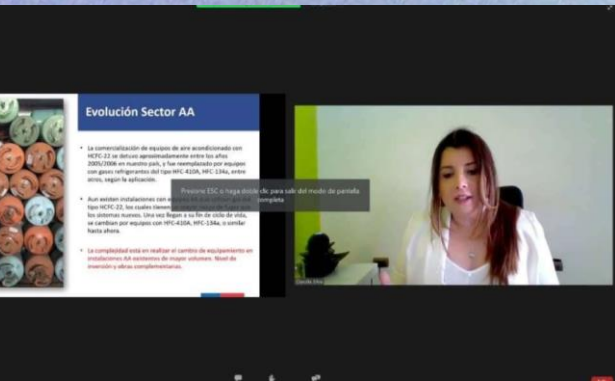 Evolución Sector AA
• La comercialización de equipos de aire acondicionado con
HCFC-22 se detuvo aproximadamente entre los años
2005/2006 en nuestro país, y fue reemplazado por equipos
con gases refrigerantes del tipo HFC-410A, HFC-134a, entre
otros, según la aplicación.
• Aun existen instalaciones con
tipo HCFC-22, los cuales tienen
los sistemas nuevos. Una vez llegan a su fin de ciclo de vida,
se cambian por equipos con HFC-410A, HFC-134a, o similar
hasta ahora.
• La complejidad está en realizar el cambio de equipamiento en
instalaciones AA existentes de mayor volumen. Nivel de
inversión y obras complementarias.
Presione ESC o haga doble clic para salir del modo de pantalla
completa